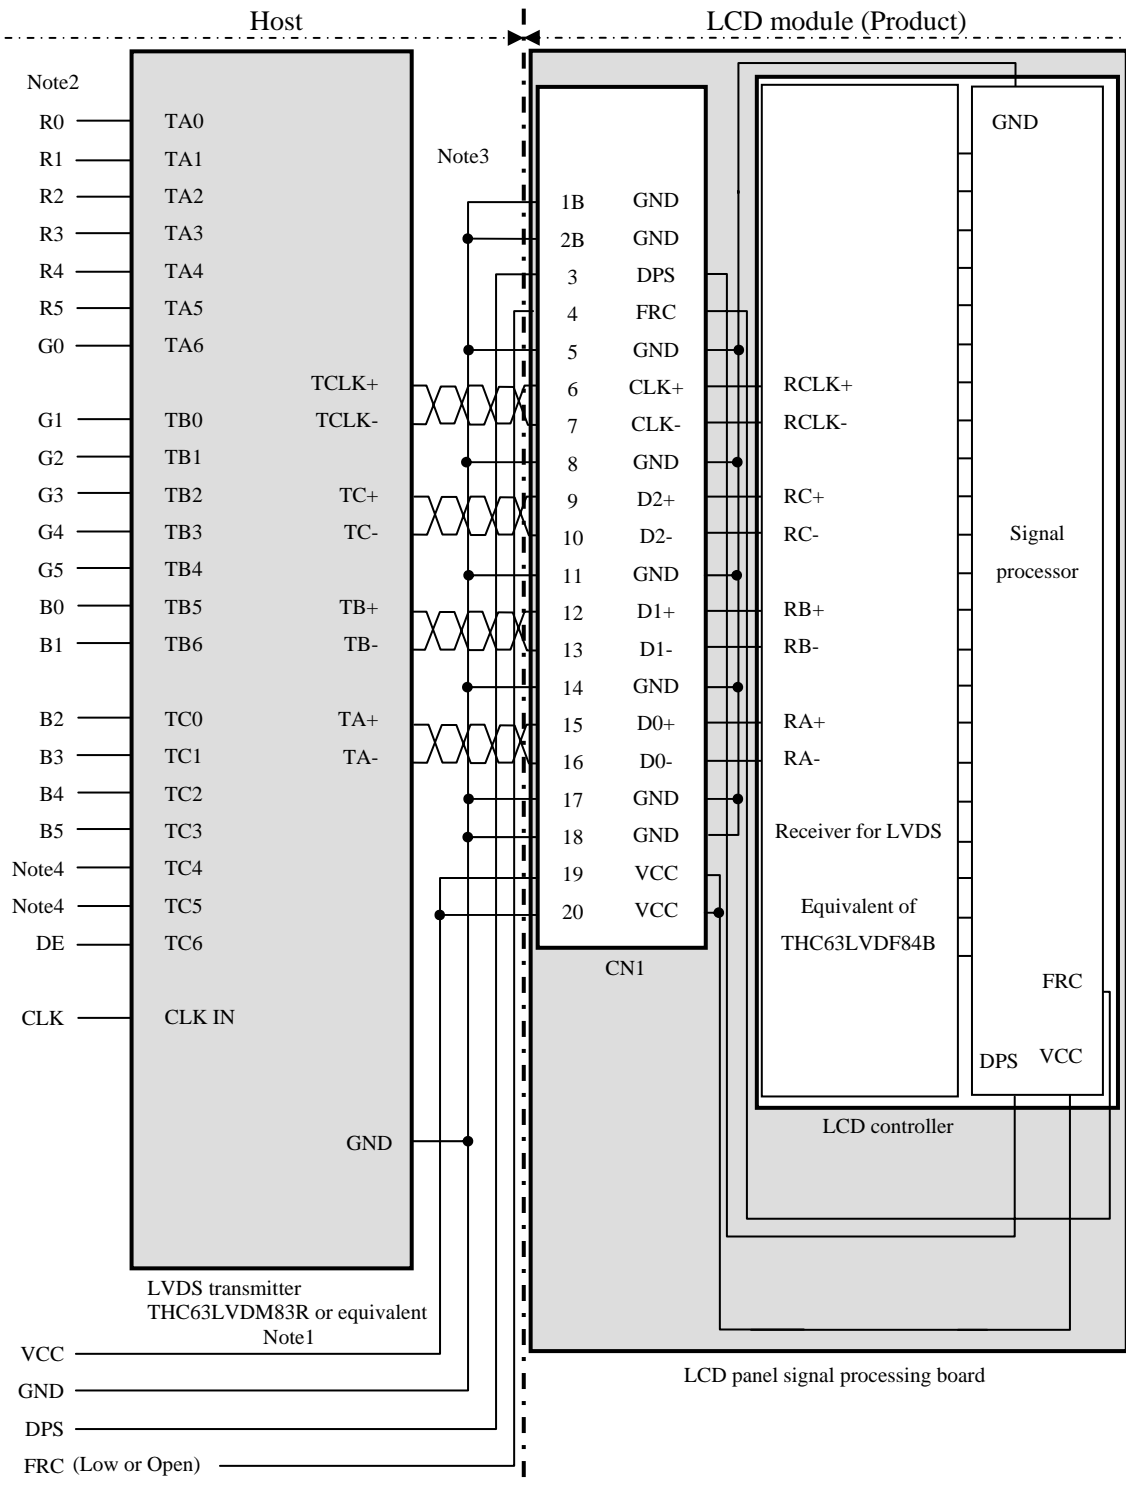 Host
LCD module (Product)
Note2
R0 TA0
R1 TA1
R2 TA2
R3 TA3
R4 TA4
R5 TA5
G0 TA6
TCLK+
G1 TB0 TCLK-
G2 TB1
G3 TB2 TC+
G4 TB3 TC-
G5 TB4
B0 TB5 TB+
B1 TB6 TB-
B2 TC0 TA+
B3 TC1 TA-
B4 TC2
B5 TC3
Note4 TC4
Note4 TC5
DE TC6
CLK CLK IN
GND
LVDS transmitter
THC63LVDM83R or equivalent
Note1
VCC
GND
DPS
FRC (Low or Open)
Note3
1B GND
2B GND
3 DPS
4 FRC
5 GND
6 CLK+
7 CLK-
8 GND
9 D2+
10 D2-
11 GND
12 D1+
13 D1-
14 GND
15 D0+
16 D0-
17 GND
18 GND
19 VCC
20 VCC
CN1
RCLK+
RCLK-
RC+
RC-
RB+
RB-
RA+
RA-
Receiver for LVDS
Equivalent of
THC63LVDF84B
GND
Signal
processor
FRC
DPS VCC
LCD controller
LCD panel signal processing board